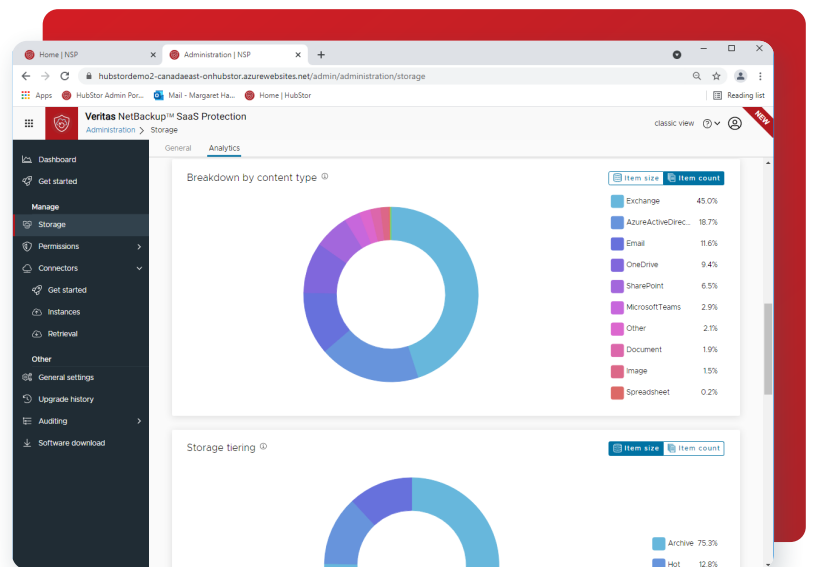 Home | NSP
Administration | NSP
hubstordemo2-canadaeast-onhubstor.azurewebsites.net/admin/administration/storage
Apps HubStor Admin Por... Mail - Margaret Ha... Home | HubStor Reading list
Veritas NetBackup™ SaaS Protection
Administration > Storage
classic view
NEW
General Analytics
Dashboard
Get started
Manage
Storage
Permissions
Connectors
Get started
Instances
Retrieval
Other
General settings
Upgrade history
Auditing
Software download
Breakdown by content type
Item size Item count
Exchange 45.0%
AzureActiveDirec... 18.7%
Email 11.6%
OneDrive 9.4%
SharePoint 6.5%
MicrosoftTeams 2.9%
Other 2.1%
Document 1.9%
Image 1.5%
Spreadsheet 0.2%
Storage tiering
Item size Item count
Archive 75.3%
Hot 12.8%